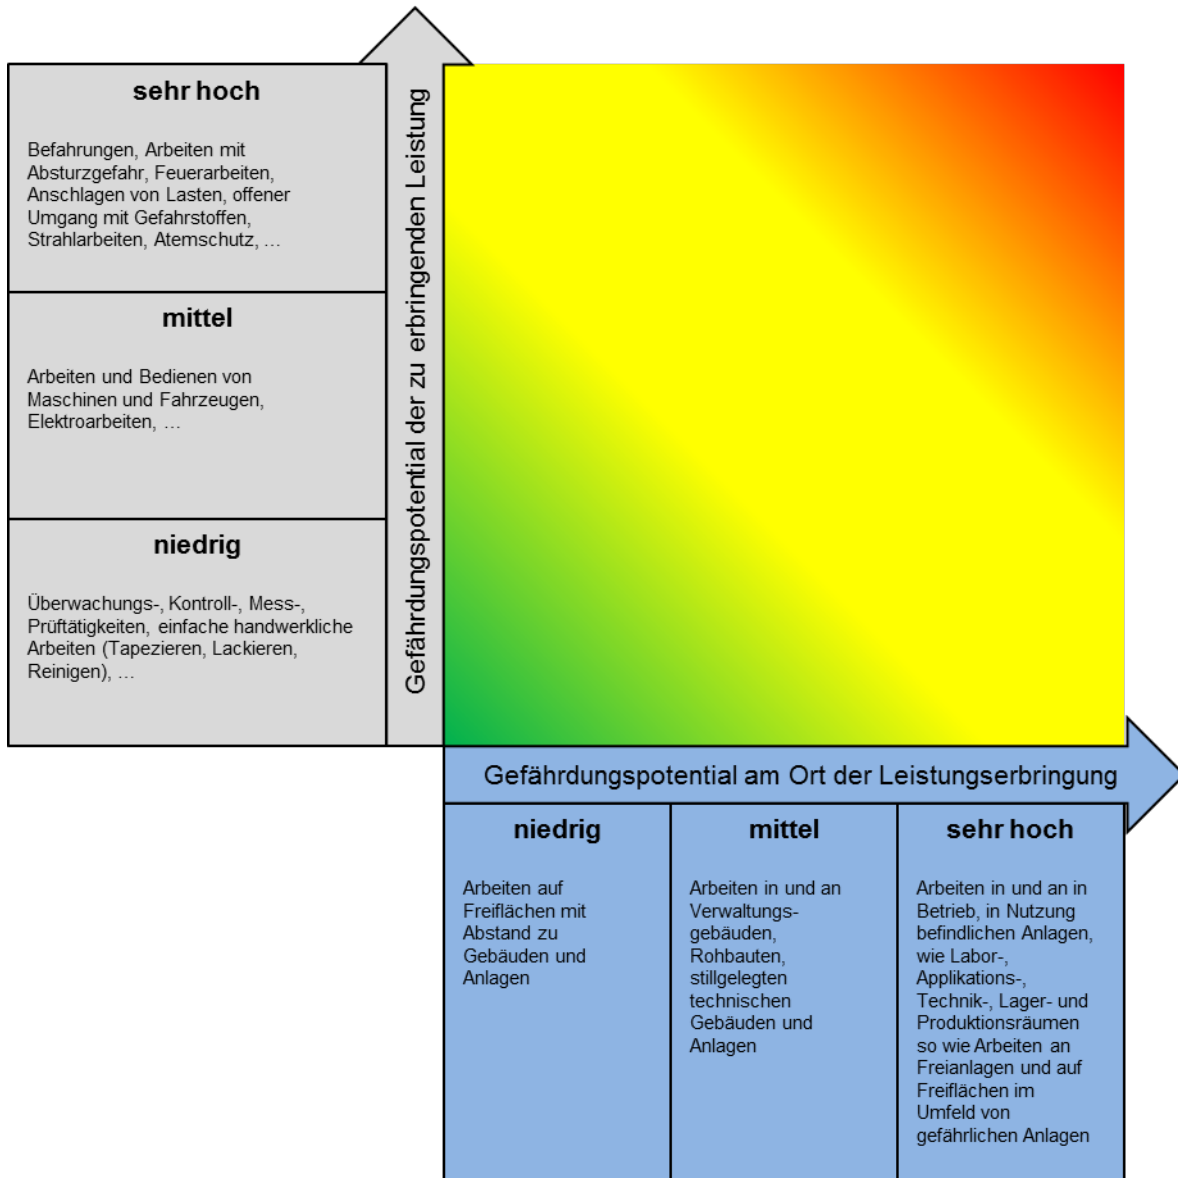 sehr hoch
Befahrungen, Arbeiten mit
Absturzgefahr, Feuerarbeiten,
Anschlagen von Lasten, offener
Umgang mit Gefahrstoffen,
Strahlarbeiten, Atemschutz, …
mittel
Arbeiten und Bedienen von
Maschinen und Fahrzeugen,
Elektroarbeiten, …
niedrig
Überwachungs-, Kontroll-, Mess-,
Prüftätigkeiten, einfache handwerkliche
Arbeiten (Tapezieren, Lackieren,
Reinigen), …
Gefährdungspotential der zu erbringenden Leistung
Gefährdungspotential am Ort der Leistungserbringung
niedrig
Arbeiten auf
Freiflächen mit
Abstand zu
Gebäuden und
Anlagen
mittel
Arbeiten in und an
Verwaltungs-
gebäuden,
Rohbauten,
stillgelegten
technischen
Gebäuden und
Anlagen
sehr hoch
Arbeiten in und an in
Betrieb, in Nutzung
befindlichen Anlagen,
wie Labor-,
Applikations-,
Technik-, Lager- und
Produktionsräumen
so wie Arbeiten an
Freianlagen und auf
Freiflächen im
Umfeld von
gefährlichen Anlagen